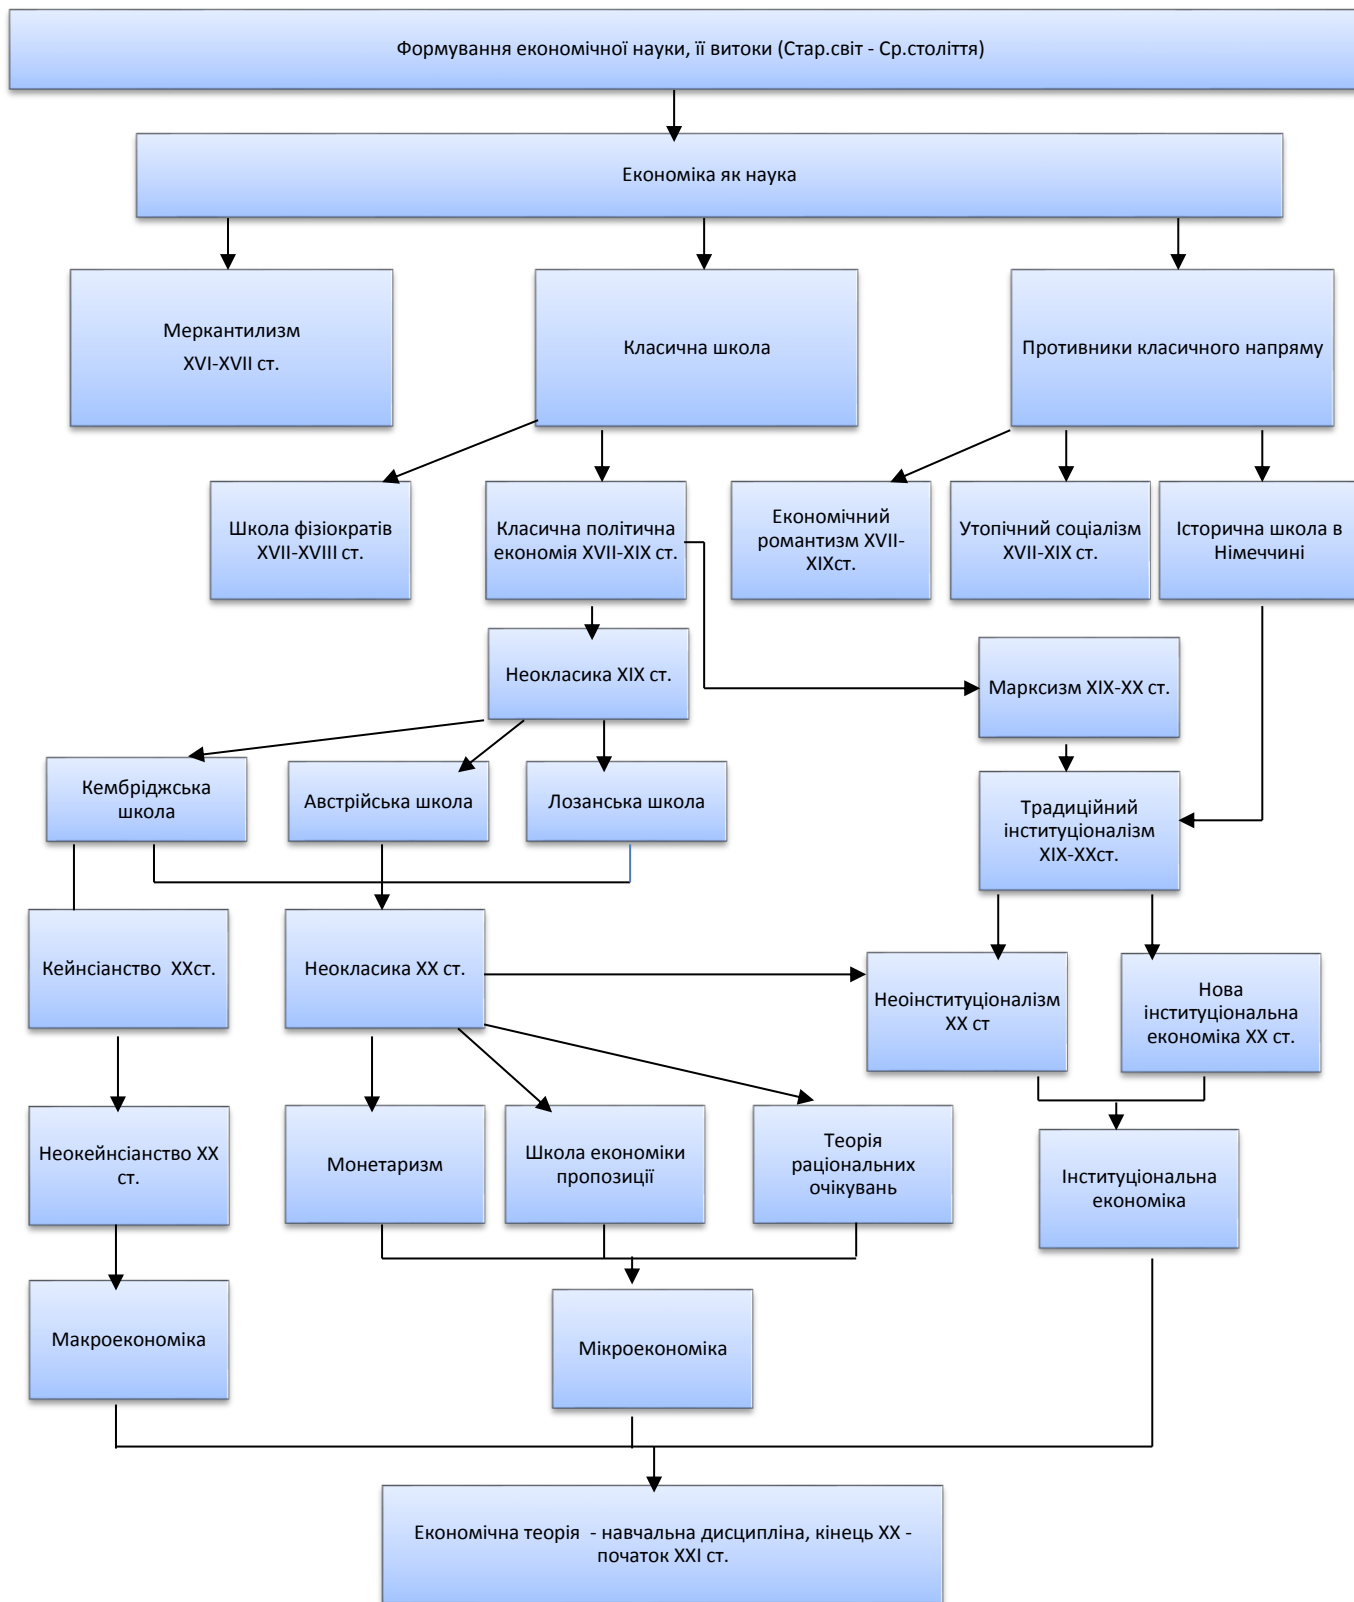 Формування економічної науки, її витоки (Стар.світ - Ср.століття)
Економіка як наука
Меркантилизм
XVI-XVII ст.
Класична школа
Противники класичного напряму
Школа фізіократів
XVII-XVIII ст.
Класична політична
економія XVII-XIX ст.
Економічний
романтизм XVII-
XIXст.
Утопічний соціалізм
XVII-XIX ст.
Історична школа в
Німеччині
Неокласика XIX ст.
Марксизм XIX-XX ст.
Кембріджська
школа
Австрійська школа
Лозанська школа
Традиційний
інституціоналізм
XIX-XXст.
Кейнсіанство  XXст.
Неокласика XX ст.
Неоінституціоналізм
XX ст
Нова
інституціональна
економіка XX ст.
Неокейнсіанство XX
ст.
Монетаризм
Школа економіки
пропозиції
Теорія
раціональних
очікувань
Інституціональна
економіка
Макроекономіка
Мікроекономіка
Економічна теорія  - навчальна дисципліна, кінець XX -
початок XXI ст.